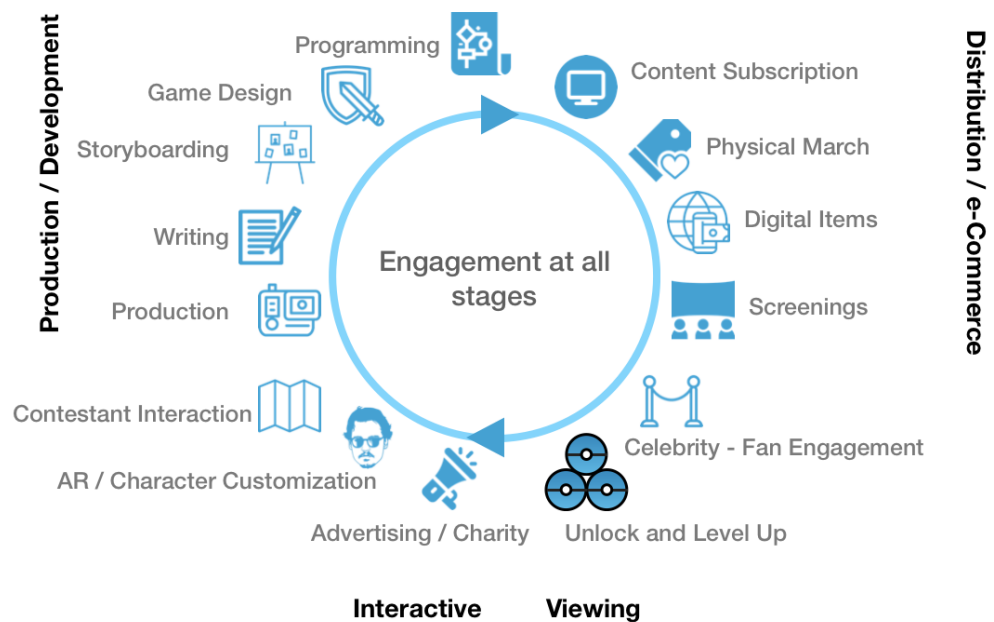 Production / Development
Distribution / e-Commerce
Programming
Content Subscription
Game Design
Physical March
Storyboarding
Digital Items
Writing
Engagement at all
stages
Production
Screenings
Contestant Interaction
Celebrity - Fan Engagement
AR / Character Customization
Advertising / Charity
Unlock and Level Up
Interactive
Viewing